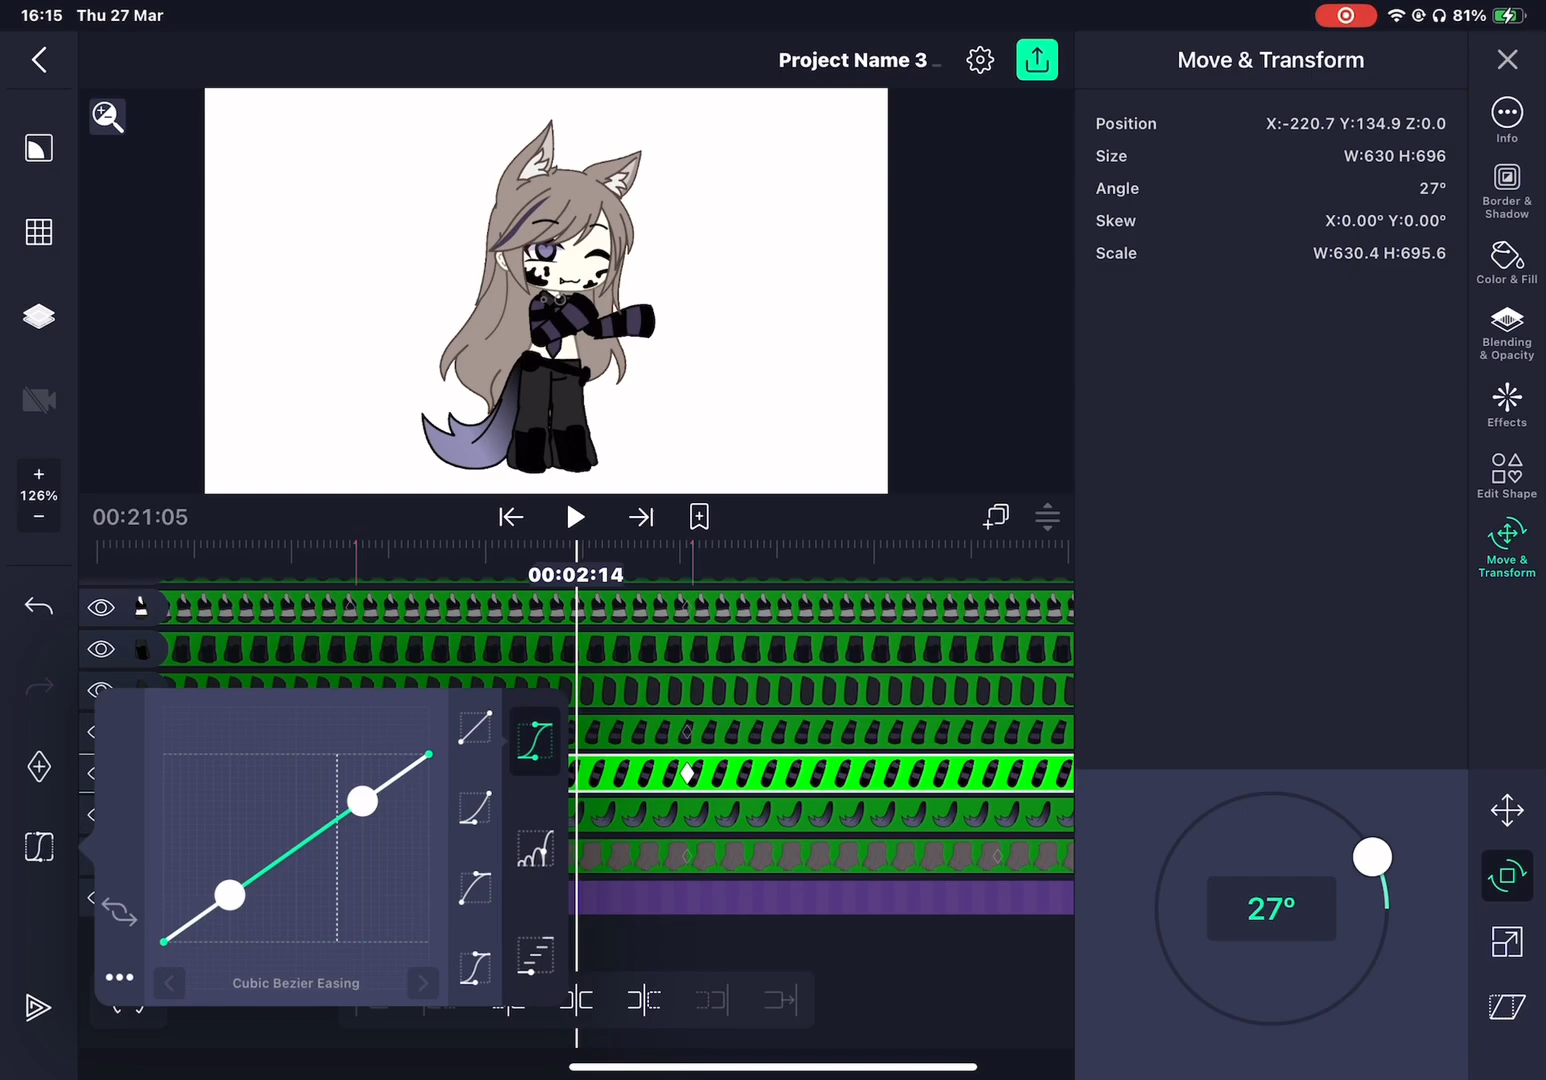 16:15 Thu 27 Mar
81%
Project Name 3
Move & Transform
Position X:-220.7 Y:134.9 Z:0.0
Size W:630 H:696
Angle 27°
Skew X:0.00° Y:0.00°
Scale W:630.4 H:695.6
Info
Border &
Shadow
Color & Fill
Blending
& Opacity
Effects
Edit Shape
Move &
Transform
+
126%
−
00:21:05
00:02:14
Cubic Bezier Easing
27°